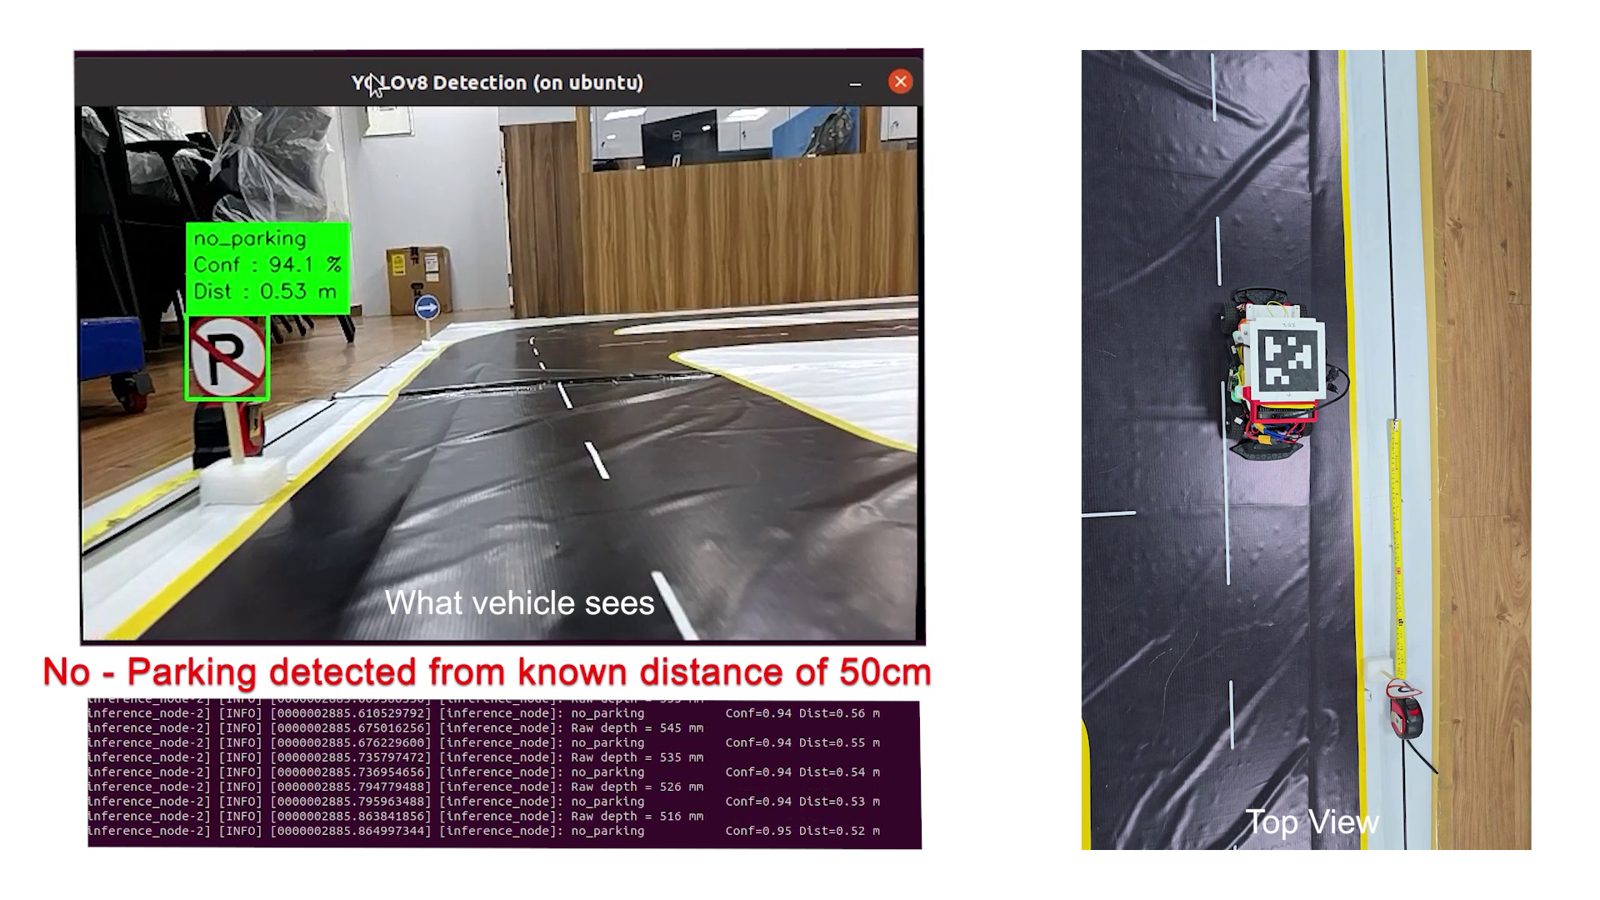 YOLOv8 Detection (on ubuntu)
no_parking
Conf : 94.1 %
Dist : 0.53 m
P
What vehicle sees
No - Parking detected from known distance of 50cm
inference_node-2] [INFO] [0000002885.610529792] [inference_node]: no_parking Conf=0.94 Dist=0.56 m
inference_node-2] [INFO] [0000002885.675016256] [inference_node]: Raw depth = 545 mm
inference_node-2] [INFO] [0000002885.676229600] [inference_node]: no_parking Conf=0.94 Dist=0.55 m
inference_node-2] [INFO] [0000002885.735797472] [inference_node]: Raw depth = 535 mm
inference_node-2] [INFO] [0000002885.736954656] [inference_node]: no_parking Conf=0.94 Dist=0.54 m
inference_node-2] [INFO] [0000002885.794779488] [inference_node]: Raw depth = 526 mm
inference_node-2] [INFO] [0000002885.795963488] [inference_node]: no_parking Conf=0.94 Dist=0.53 m
inference_node-2] [INFO] [0000002885.863841856] [inference_node]: Raw depth = 516 mm
inference_node-2] [INFO] [0000002885.864997344] [inference_node]: no_parking Conf=0.95 Dist=0.52 m
Top View